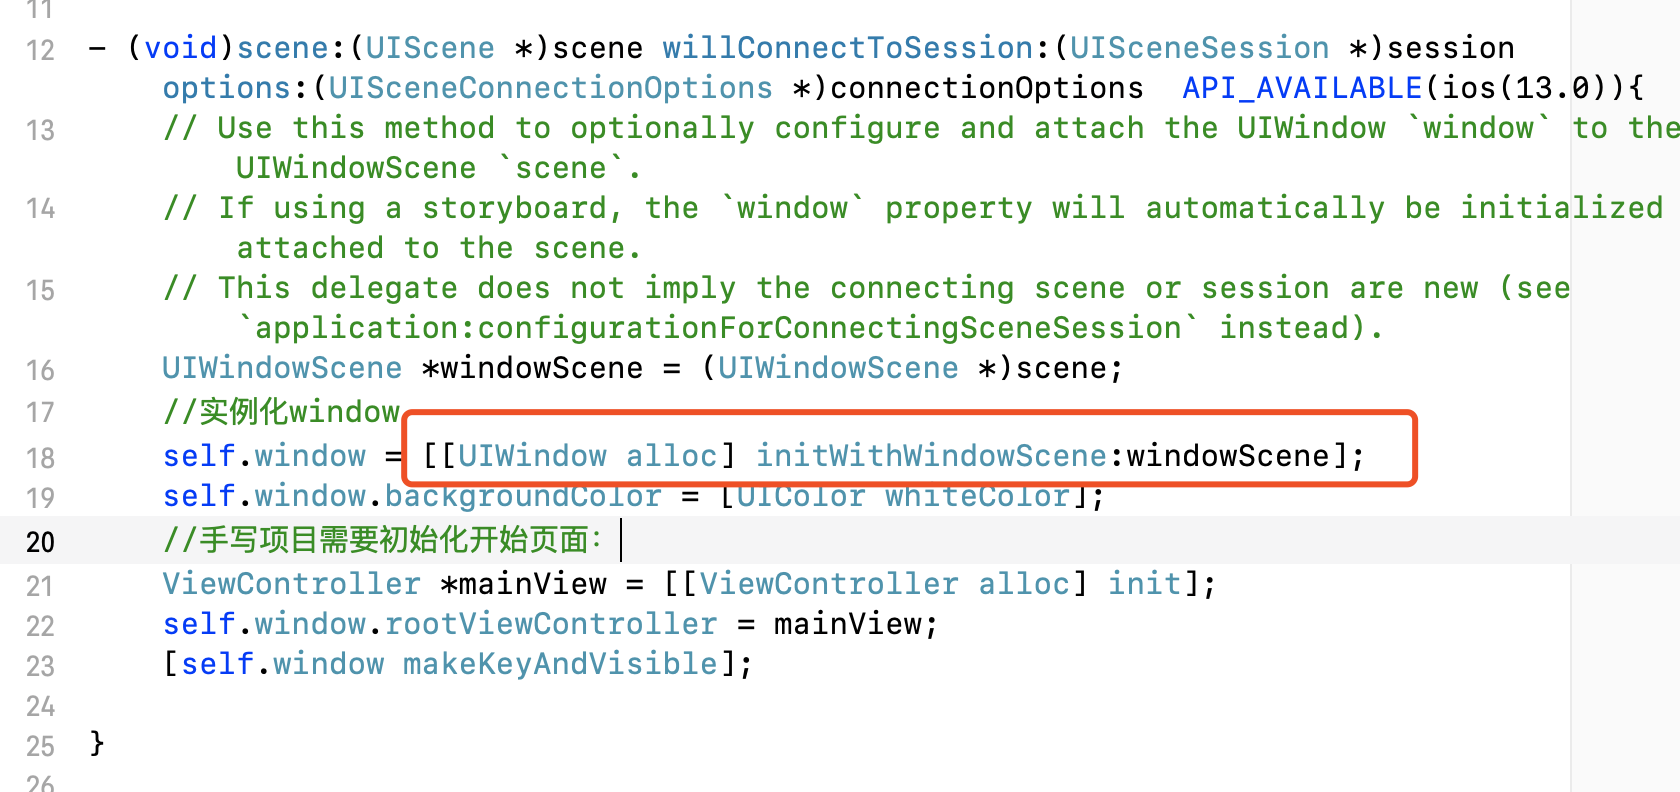 11
12 - (void)scene:(UIScene *)scene willConnectToSession:(UISceneSession *)session
options:(UISceneConnectionOptions *)connectionOptions  API_AVAILABLE(ios(13.0)){
13 // Use this method to optionally configure and attach the UIWindow `window` to the
UIWindowScene `scene`.
14 // If using a storyboard, the `window` property will automatically be initialized
attached to the scene.
15 // This delegate does not imply the connecting scene or session are new (see
`application:configurationForConnectingSceneSession` instead).
16 UIWindowScene *windowScene = (UIWindowScene *)scene;
17 //实例化window
18 self.window = [[UIWindow alloc] initWithWindowScene:windowScene];
19 self.window.backgroundColor = [UIColor whiteColor];
20 //手写项目需要初始化开始页面：
21 ViewController *mainView = [[ViewController alloc] init];
22 self.window.rootViewController = mainView;
23 [self.window makeKeyAndVisible];
24
25 }
26